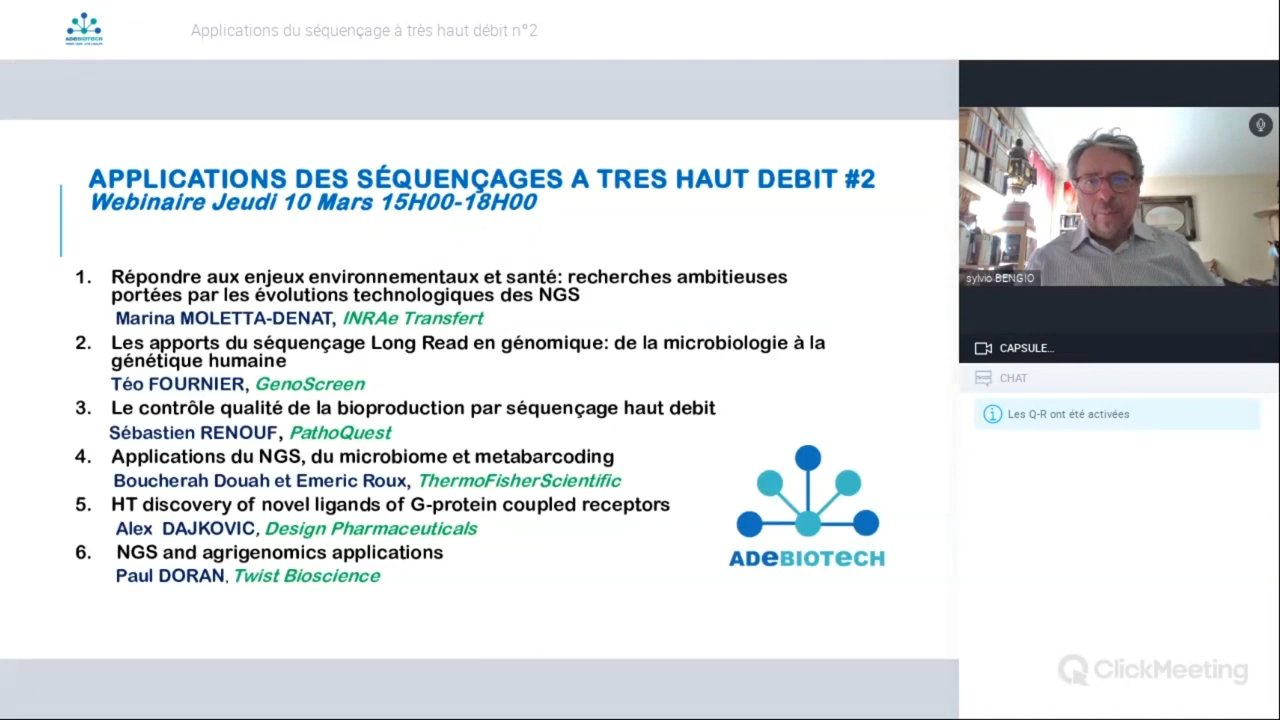 ADEBIOTECH
Applications du séquençage à très haut débit n°2
APPLICATIONS DES SÉQUENÇAGES A TRES HAUT DEBIT #2
Webinaire Jeudi 10 Mars 15H00-18H00
1. Répondre aux enjeux environnementaux et santé: recherches ambitieuses
portées par les évolutions technologiques des NGS
Marina MOLETTA-DENAT, INRAe Transfert
2. Les apports du séquençage Long Read en génomique: de la microbiologie à la
génétique humaine
Téo FOURNIER, GenoScreen
3. Le contrôle qualité de la bioproduction par séquençage haut debit
Sébastien RENOUF, PathoQuest
4. Applications du NGS, du microbiome et metabarcoding
Boucherah Douah et Emeric Roux, ThermoFisherScientific
5. HT discovery of novel ligands of G-protein coupled receptors
Alex DAJKOVIC, Design Pharmaceuticals
6. NGS and agrigenomics applications
Paul DORAN, Twist Bioscience
ADeBIOTeCH
sylvio BENGIO
CAPSULE...
CHAT
Les Q-R ont été activées
ClickMeeting